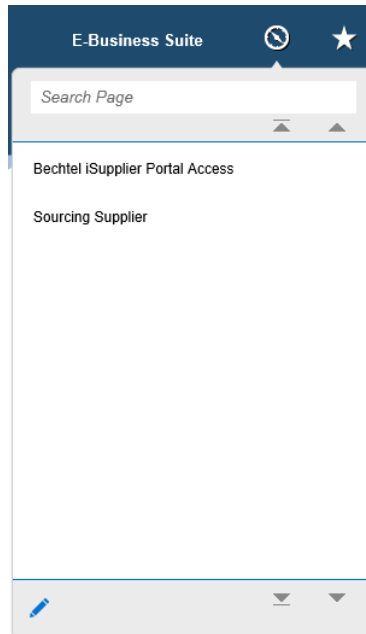 E-Business Suite
Search Page
Bechtel iSupplier Portal Access
Sourcing Supplier